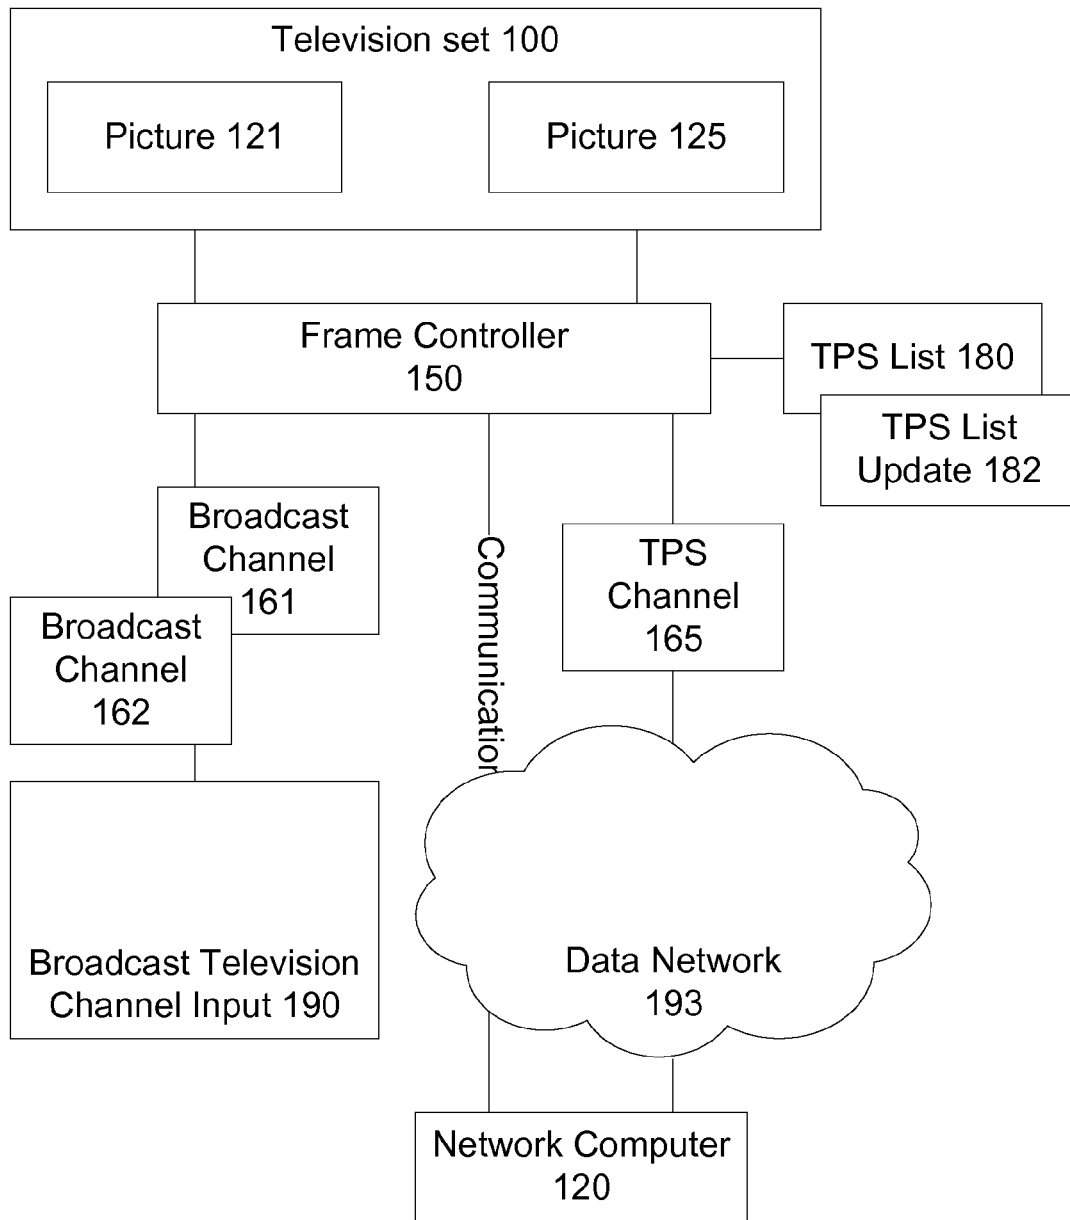 Television set 100
Picture 121
Picture 125
Frame Controller
150
TPS List 180
TPS List
Update 182
Broadcast
Channel
161
Broadcast
Channel
162
Communication
TPS
Channel
165
Broadcast Television
Channel Input 190
Data Network
193
Network Computer
120